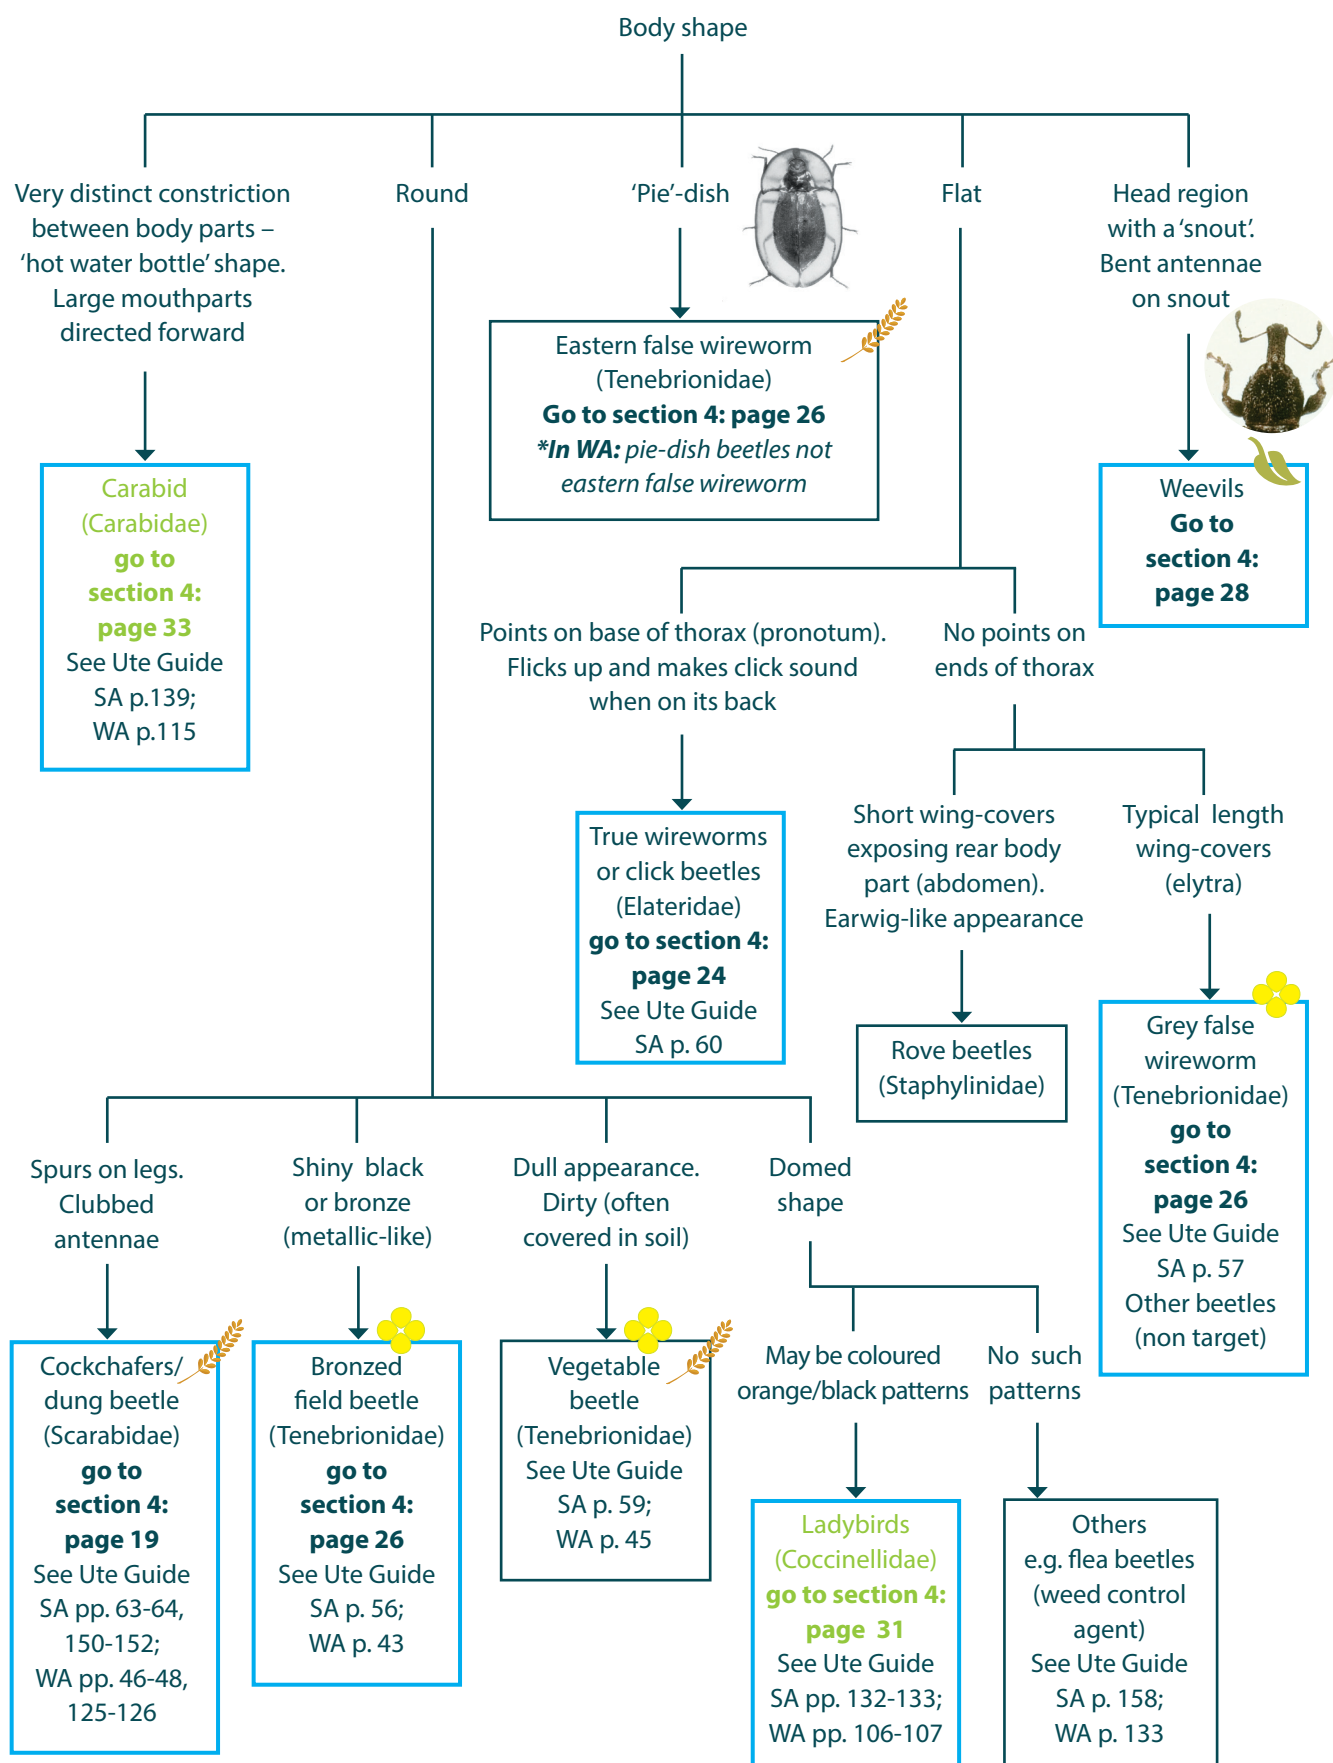 Body shape
Very distinct constriction
between body parts –
‘hot water bottle’ shape.
Large mouthparts
directed forward
Round
‘Pie’-dish
Flat
Head region
with a ‘snout’.
Bent antennae
on snout
Eastern false wireworm
(Tenebrionidae)
Go to section 4: page 26
*In WA: pie-dish beetles not
eastern false wireworm
Carabid
(Carabidae)
go to
section 4:
page 33
See Ute Guide
SA p.139;
WA p.115
Weevils
Go to
section 4:
page 28
Points on base of thorax (pronotum).
Flicks up and makes click sound
when on its back
No points on
ends of thorax
True wireworms
or click beetles
(Elateridae)
go to section 4:
page 24
See Ute Guide
SA p. 60
Short wing-covers
exposing rear body
part (abdomen).
Earwig-like appearance
Typical length
wing-covers
(elytra)
Rove beetles
(Staphylinidae)
Grey false
wireworm
(Tenebrionidae)
go to
section 4:
page 26
See Ute Guide
SA p. 57
Other beetles
(non target)
Spurs on legs.
Clubbed
antennae
Shiny black
or bronze
(metallic-like)
Dull appearance.
Dirty (often
covered in soil)
Domed
shape
Cockchafers/
dung beetle
(Scarabidae)
go to
section 4:
page 19
See Ute Guide
SA pp. 63-64,
150-152;
WA pp. 46-48,
125-126
Bronzed
field beetle
(Tenebrionidae)
go to
section 4:
page 26
See Ute Guide
SA p. 56;
WA p. 43
Vegetable
beetle
(Tenebrionidae)
See Ute Guide
SA p. 59;
WA p. 45
May be coloured
orange/black patterns
No such
patterns
Ladybirds
(Coccinellidae)
go to section 4:
page 31
See Ute Guide
SA pp. 132-133;
WA pp. 106-107
Others
e.g. flea beetles
(weed control
agent)
See Ute Guide
SA p. 158;
WA p. 133